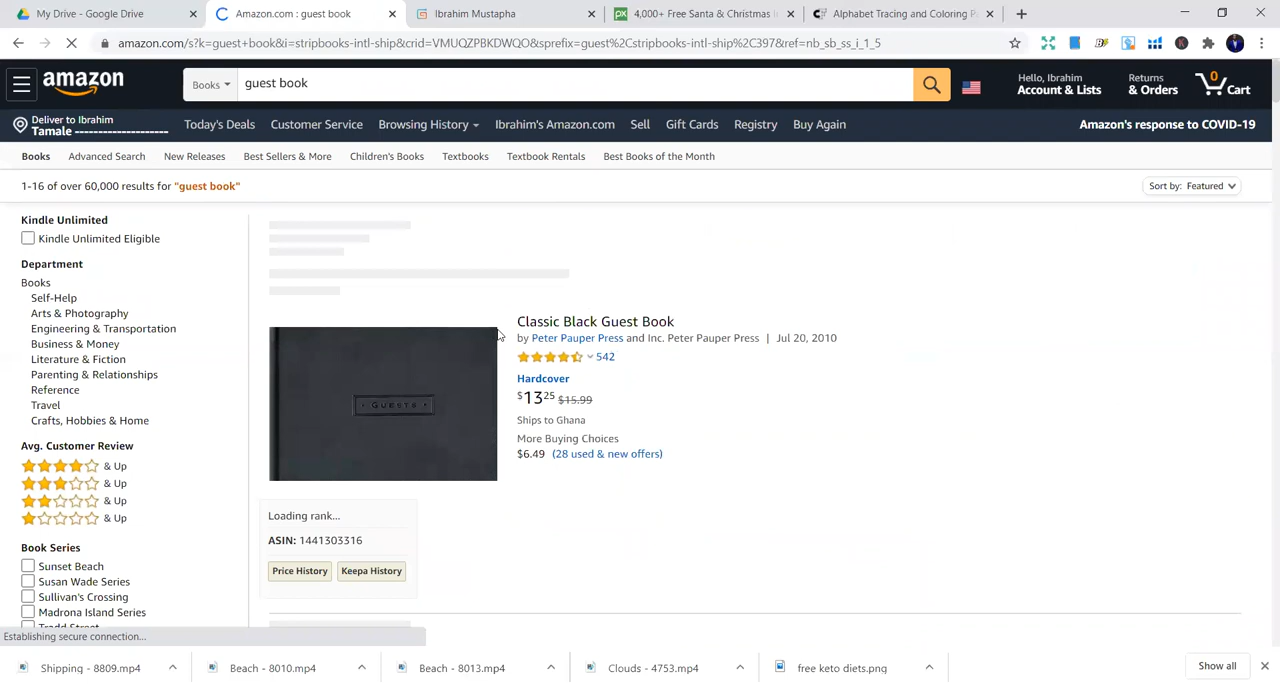 My Drive - Google Drive
Amazon.com : guest book
Ibrahim Mustapha
4,000+ Free Santa & Christmas I
Alphabet Tracing and Coloring P
amazon.com/s?k=guest+book&i=stripbooks-intl-ship&crid=VMUQZPBKDWQO&sprefix=guest%2Cstripbooks-intl-ship%2C397&ref=nb_sb_ss_i_1_5
amazon
Books
guest book
Hello, Ibrahim
Account & Lists
Returns
& Orders
0
Cart
Deliver to Ibrahim
Tamale --------------------
Today's Deals
Customer Service
Browsing History
Ibrahim's Amazon.com
Sell
Gift Cards
Registry
Buy Again
Amazon's response to COVID-19
Books
Advanced Search
New Releases
Best Sellers & More
Children's Books
Textbooks
Textbook Rentals
Best Books of the Month
1-16 of over 60,000 results for "guest book"
Sort by: Featured
Kindle Unlimited
Kindle Unlimited Eligible
Department
Books
Self-Help
Arts & Photography
Engineering & Transportation
Business & Money
Literature & Fiction
Parenting & Relationships
Reference
Travel
Crafts, Hobbies & Home
Avg. Customer Review
& Up
& Up
& Up
& Up
Book Series
Sunset Beach
Susan Wade Series
Sullivan's Crossing
Madrona Island Series
Tradd Street
GUESTS
Classic Black Guest Book
by Peter Pauper Press and Inc. Peter Pauper Press | Jul 20, 2010
542
Hardcover
$13 25 $15.99
Ships to Ghana
More Buying Choices
$6.49 (28 used & new offers)
Loading rank...
ASIN: 1441303316
Price History
Keepa History
Establishing secure connection...
Shipping - 8809.mp4
Beach - 8010.mp4
Beach - 8013.mp4
Clouds - 4753.mp4
free keto diets.png
Show all